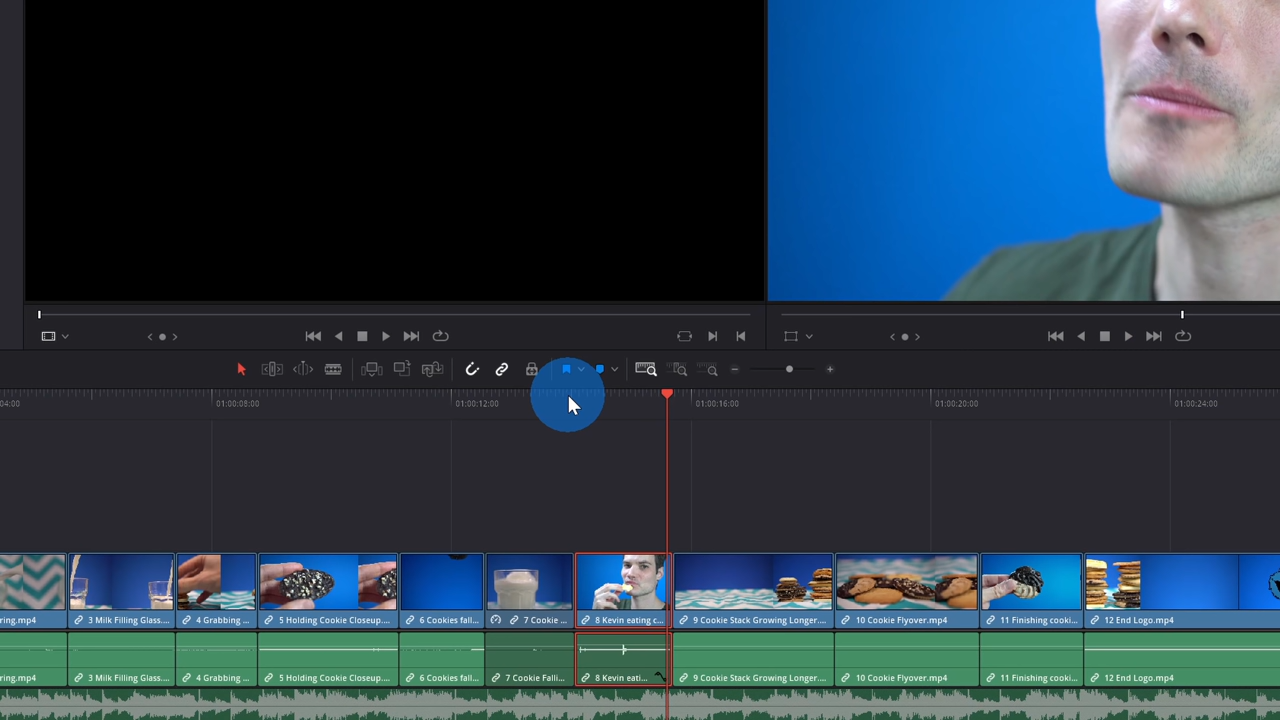 04:00 01:00:08:00 01:00:12:00 01:00:16:00 01:00:20:00 01:00:24:00
ring.mp4 3 Milk Filling Glass.... 4 Grabbing ... 5 Holding Cookie Closeup.... 6 Cookies fall... 7 Cookie ... 8 Kevin eating c... 9 Cookie Stack Growing Longer.... 10 Cookie Flyover.mp4 11 Finishing cooki... 12 End Logo.mp4
ring.mp4 3 Milk Filling Glass.... 4 Grabbing ... 5 Holding Cookie Closeup.... 6 Cookies fall... 7 Cookie Falli... 8 Kevin eati... 9 Cookie Stack Growing Longer.... 10 Cookie Flyover.mp4 11 Finishing cooki... 12 End Logo.mp4